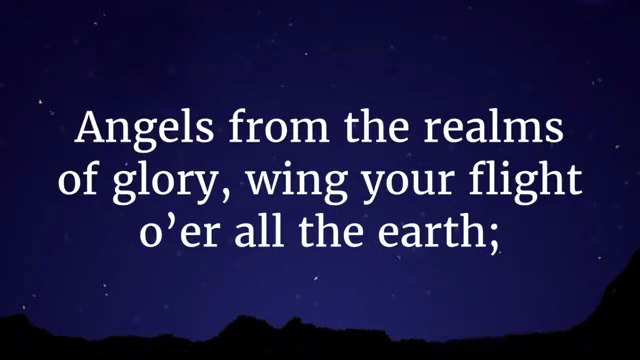 Angels from the realms
of glory, wing your flight
o’er all the earth;